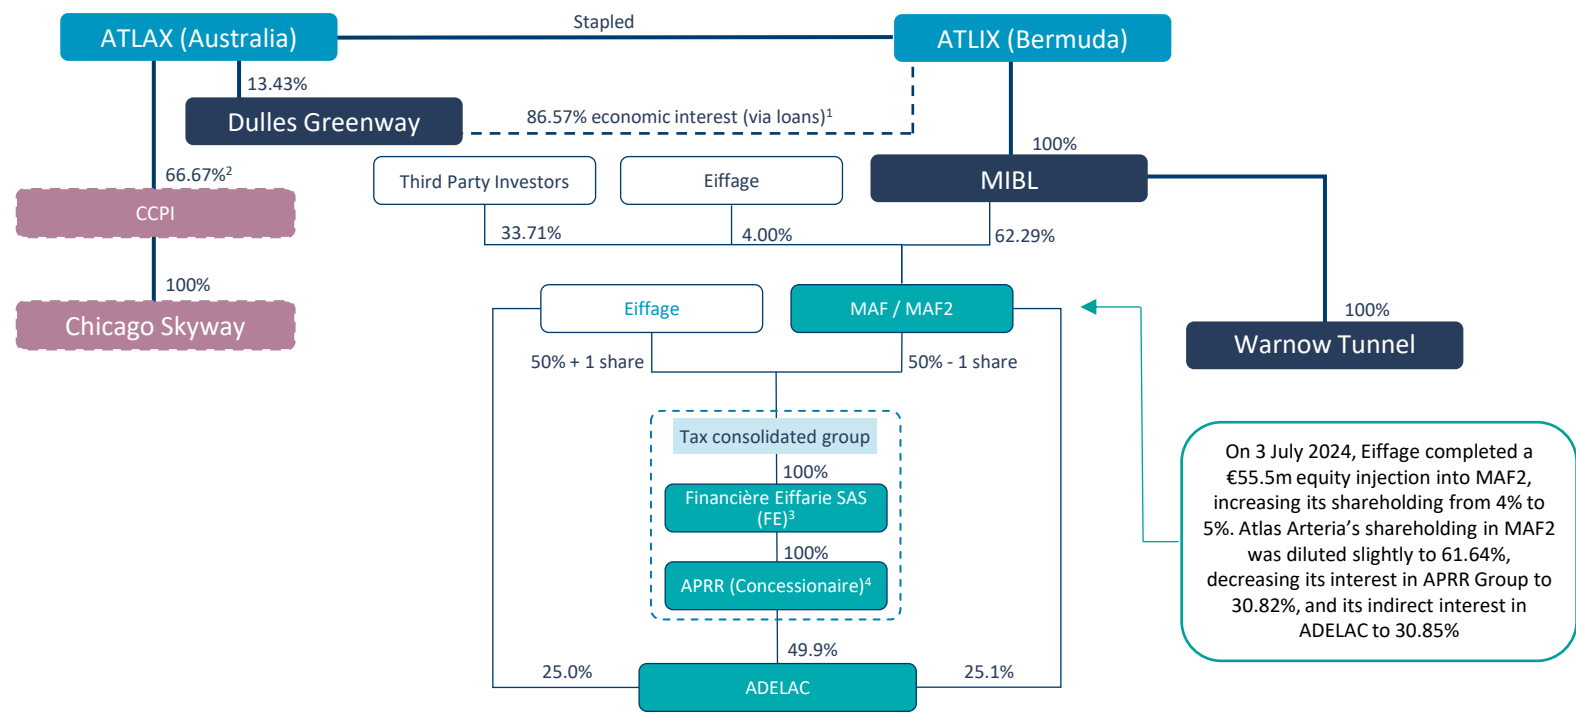 Stapled
ATLAX (Australia)
ATLIX (Bermuda)
13.43%
Dulles Greenway
86.57% economic interest (via loans)1
100%
66.67%2
Third Party Investors
Eiffage
MIBL
CCPI
33.71%
4.00%
62.29%
100%
Eiffage
MAF / MAF2
100%
Chicago Skyway
Warnow Tunnel
50% + 1 share
50% - 1 share
Tax consolidated group
100%
Financière Eiffarie SAS
(FE)3
100%
APRR (Concessionaire)4
On 3 July 2024, Eiffage completed a
€55.5m equity injection into MAF2,
increasing its shareholding from 4% to
5%. Atlas Arteria’s shareholding in MAF2
was diluted slightly to 61.64%,
decreasing its interest in APRR Group to
30.82%, and its indirect interest in
ADELAC to 30.85%
49.9%
25.0%
25.1%
ADELAC